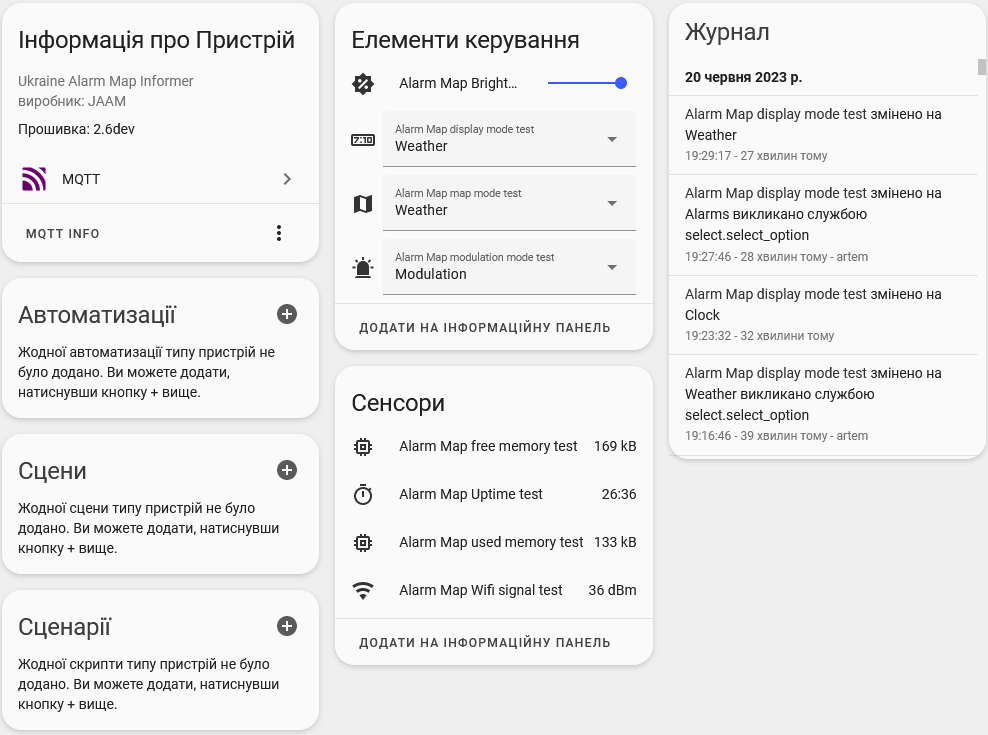 Інформація про Пристрій
Ukraine Alarm Map Informer
виробник: JAAM
Прошивка: 2.6dev
MQTT
MQTT INFO
Автоматизації
Жодної автоматизації типу пристрій не
було додано. Ви можете додати,
натиснувши кнопку + вище.
Сцени
Жодної сцени типу пристрій не було
додано. Ви можете додати, натиснувши
кнопку + вище.
Сценарії
Жодної скрипти типу пристрій не було
додано. Ви можете додати, натиснувши
кнопку + вище.
Елементи керування
Alarm Map Bright...
7:10
Alarm Map display mode test
Weather
Alarm Map map mode test
Weather
Alarm Map modulation mode test
Modulation
ДОДАТИ НА ІНФОРМАЦІЙНУ ПАНЕЛЬ
Сенсори
Alarm Map free memory test 169 kB
Alarm Map Uptime test 26:36
Alarm Map used memory test 133 kB
Alarm Map Wifi signal test 36 dBm
ДОДАТИ НА ІНФОРМАЦІЙНУ ПАНЕЛЬ
Журнал
20 червня 2023 р.
Alarm Map display mode test змінено на
Weather
19:29:17 - 27 хвилин тому
Alarm Map display mode test змінено на
Alarms викликано службою
select.select_option
19:27:46 - 28 хвилин тому - artem
Alarm Map display mode test змінено на
Clock
19:23:32 - 32 хвилини тому
Alarm Map display mode test змінено на
Weather викликано службою
select.select_option
19:16:46 - 39 хвилин тому - artem